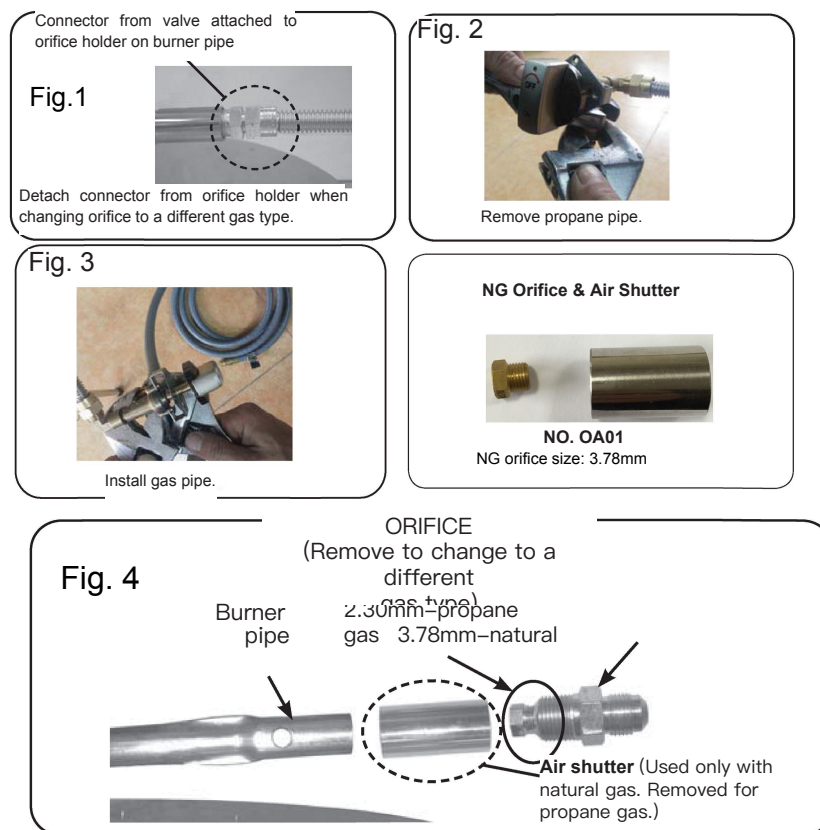 Connector from valve attached to
orifice holder on burner pipe
Fig.1
Detach connector from orifice holder when
changing orifice to a different gas type.
Fig. 2
OFF
Remove propane pipe.
Fig. 3
Install gas pipe.
NG Orifice & Air Shutter
NO. OA01
NG orifice size: 3.78mm
Fig. 4
ORIFICE
(Remove to change to a
different
gas type)
Burner
pipe
2.30mm-propane
gas 3.78mm-natural
Air shutter (Used only with
natural gas. Removed for
propane gas.)